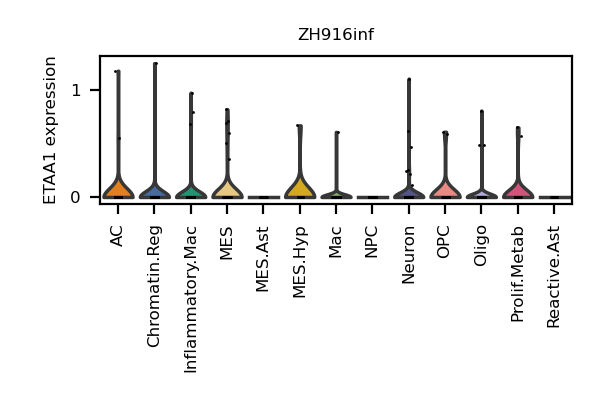 ZH916inf
ETAA1 expression
1
0
AC
Chromatin.Reg
Inflammatory.Mac
MES
MES.Ast
MES.Hyp
Mac
NPC
Neuron
OPC
Oligo
Prolif.Metab
Reactive.Ast